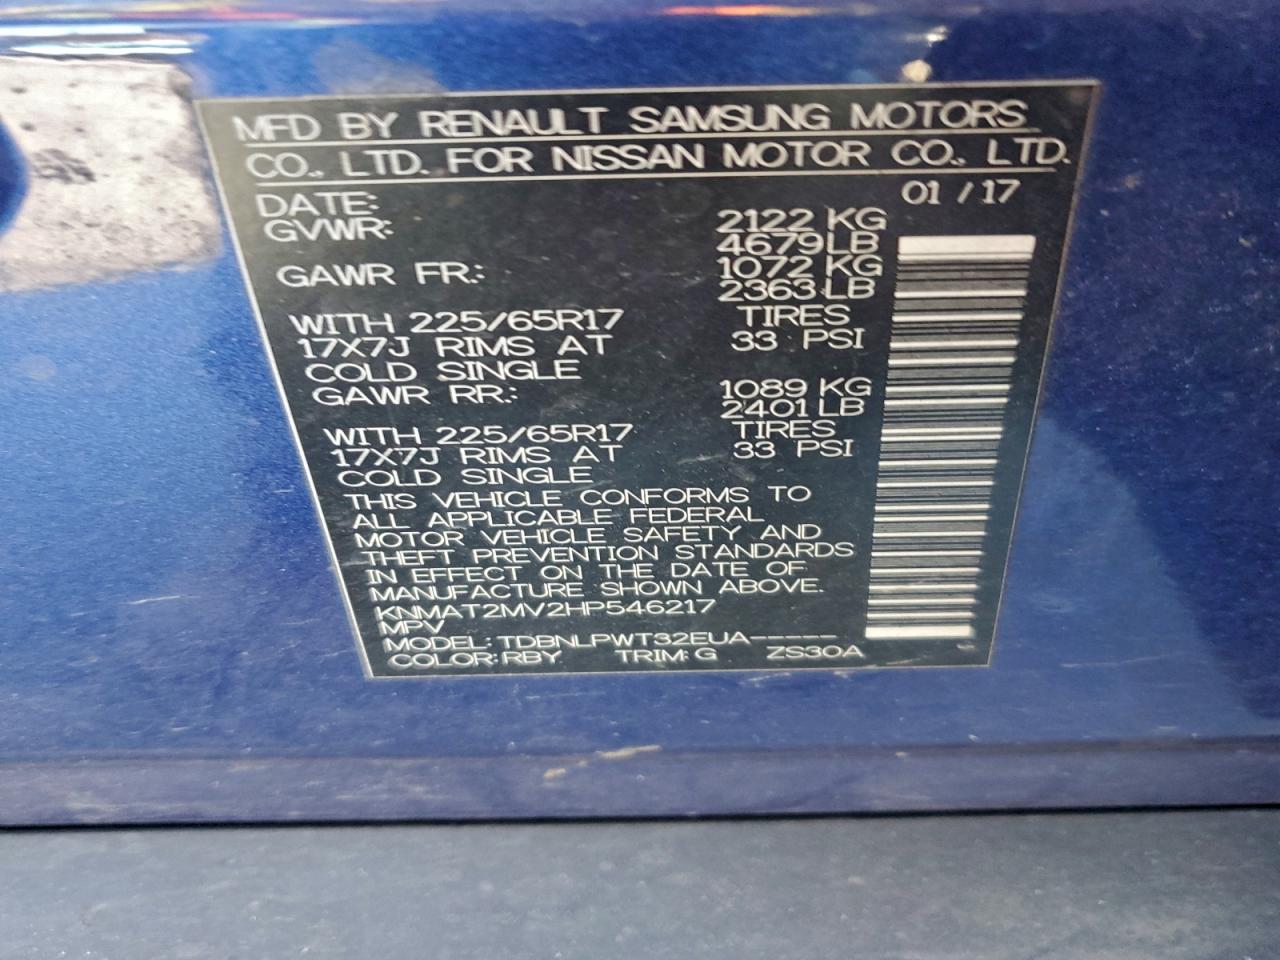 MFD BY RENAULT SAMSUNG MOTORS
CO., LTD. FOR NISSAN MOTOR CO., LTD.
DATE: 01 / 17
GVWR: 2122 KG
4679 LB
GAWR FR.: 1072 KG
2363 LB
WITH 225/65R17 TIRES
17X7J RIMS AT 33 PSI
COLD SINGLE
GAWR RR.: 1089 KG
2401 LB
WITH 225/65R17 TIRES
17X7J RIMS AT 33 PSI
COLD SINGLE
THIS VEHICLE CONFORMS TO
ALL APPLICABLE FEDERAL
MOTOR VEHICLE SAFETY AND
THEFT PREVENTION STANDARDS
IN EFFECT ON THE DATE OF
MANUFACTURE SHOWN ABOVE.
KNMAT2MV2HP546217
MPV
MODEL: TDBNLPWT32EUA-----
COLOR: RBY TRIM: G ZS30A